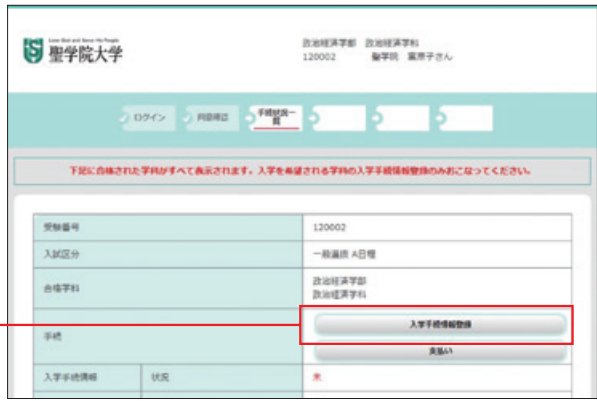 Love God and Serve His People
聖学院大学
政治経済学部 政治経済学科
120002 聖学院 冨原子さん
ログイン
同意確認
手続状況一覧
下記に合格された学科がすべて表示されます。入学を希望される学科の入学手続情報登録のみおこなってください。
受験番号
120002
入試区分
一般選抜 A日程
合格学科
政治経済学部
政治経済学科
手続
入学手続情報登録
支払い
入学手続情報
状況
未